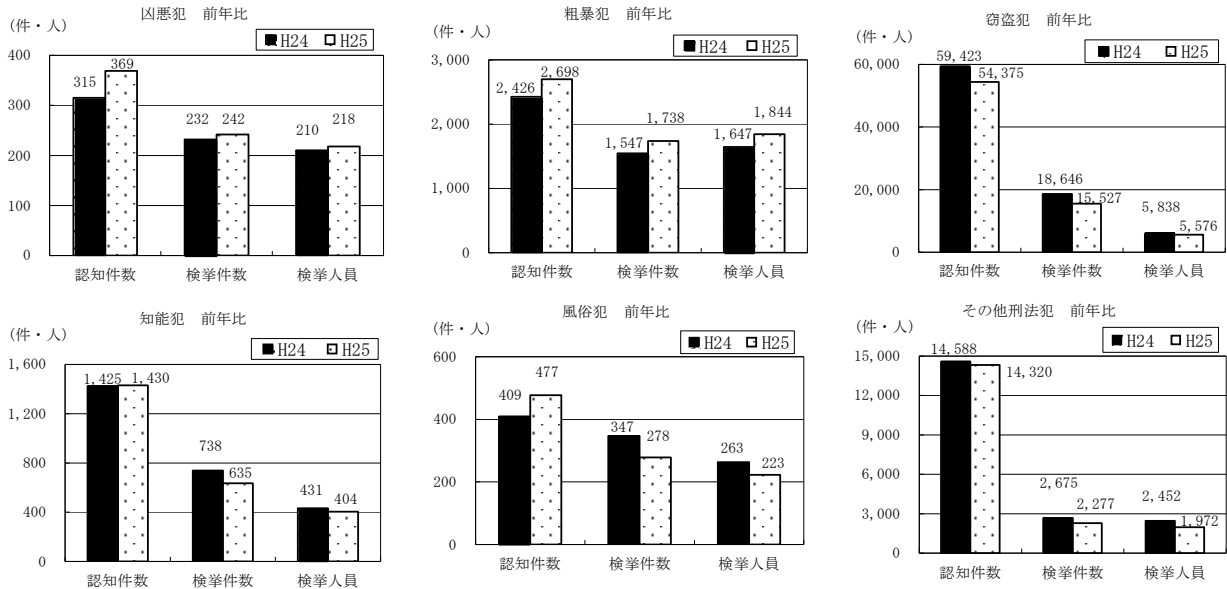 凶悪犯　前年比
(件・人)
H24 H25
400
300
200
100
0
315 369
232 242
210 218
認知件数 検挙件数 検挙人員
粗暴犯　前年比
(件・人)
H24 H25
3,000
2,000
1,000
0
2,426 2,698
1,547 1,738
1,647 1,844
認知件数 検挙件数 検挙人員
窃盗犯　前年比
(件・人)
H24 H25
60,000
40,000
20,000
0
59,423 54,375
18,646 15,527
5,838 5,576
認知件数 検挙件数 検挙人員
知能犯　前年比
(件・人)
H24 H25
1,600
1,200
800
400
0
1,425 1,430
738 635
431 404
認知件数 検挙件数 検挙人員
風俗犯　前年比
(件・人)
H24 H25
600
400
200
0
409 477
347 278
263 223
認知件数 検挙件数 検挙人員
その他刑法犯　前年比
(件・人)
H24 H25
15,000
12,000
9,000
6,000
3,000
0
14,588 14,320
2,675 2,277
2,452 1,972
認知件数 検挙件数 検挙人員